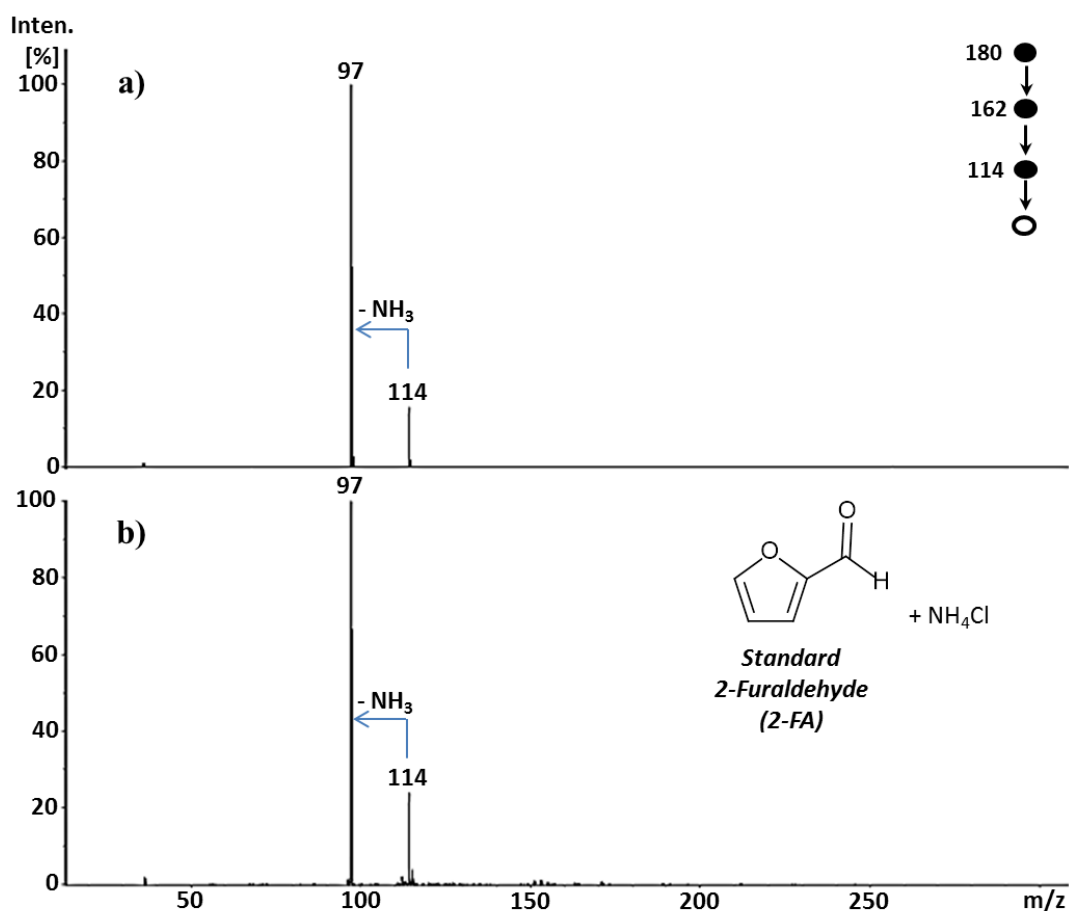 Inten.
[%]
100
a)
97
180
162
114
80
60
40
- NH3
20
114
0
100
97
b)
O
O
H
+ NH4Cl
80
60
Standard
2-Furaldehyde
(2-FA)
- NH3
40
114
20
0
50 100 150 200 250 m/z